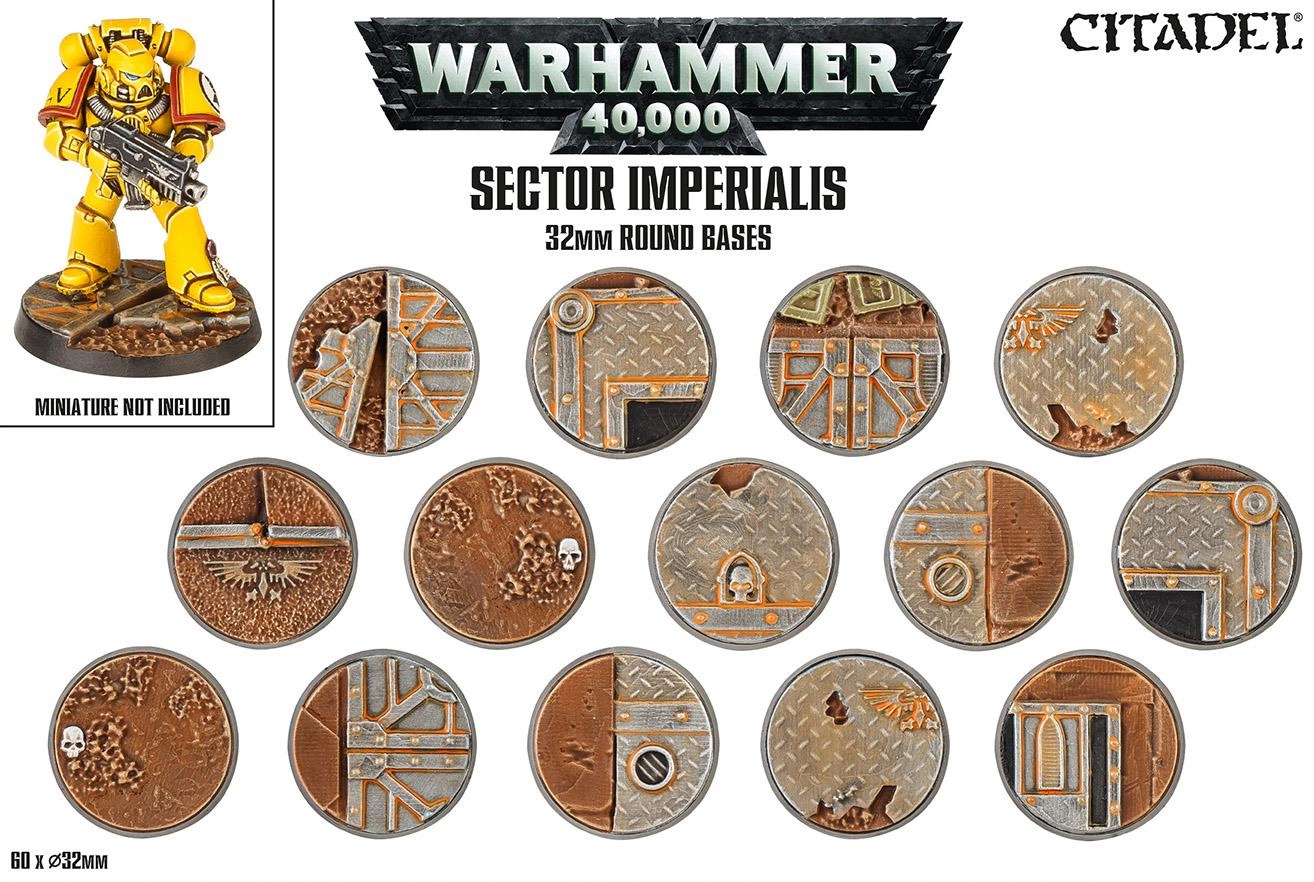 WARHAMMER
40,000
CITADEL®
SECTOR IMPERIALIS
32MM ROUND BASES
MINIATURE NOT INCLUDED
60 X Ø32MM